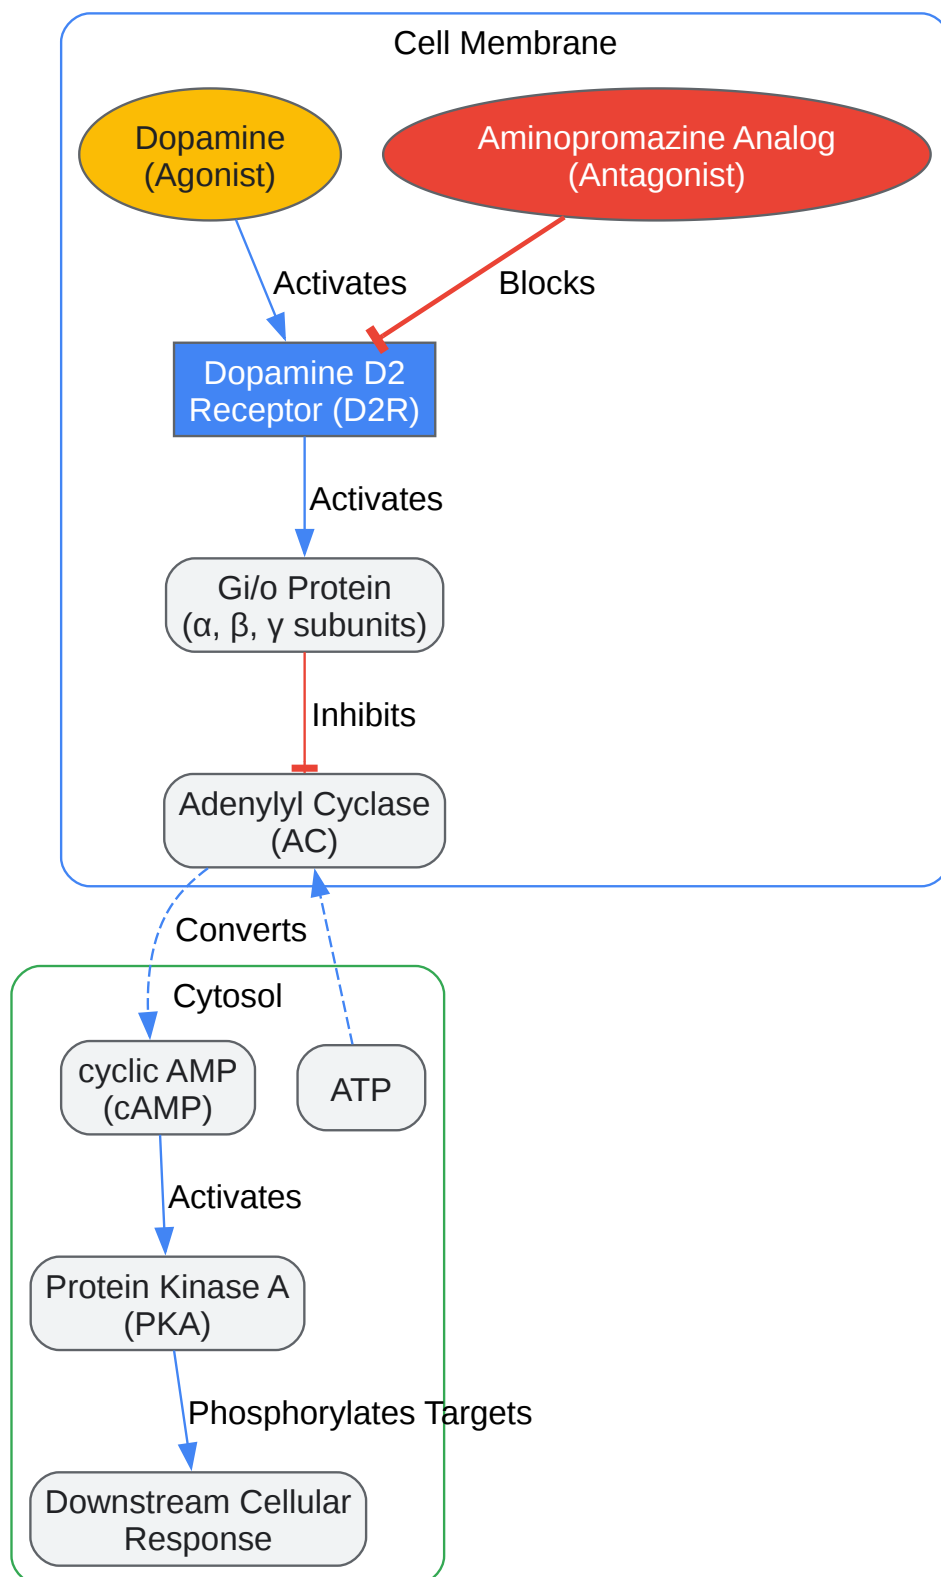 Cell Membrane
Dopamine
(Agonist)
Aminopromazine Analog
(Antagonist)
Activates
Blocks
Dopamine D2
Receptor (D2R)
Activates
Gi/o Protein
(α, β, γ subunits)
Inhibits
Adenylyl Cyclase
(AC)
Converts
Cytosol
cyclic AMP
(cAMP)
ATP
Activates
Protein Kinase A
(PKA)
Phosphorylates Targets
Downstream Cellular
Response